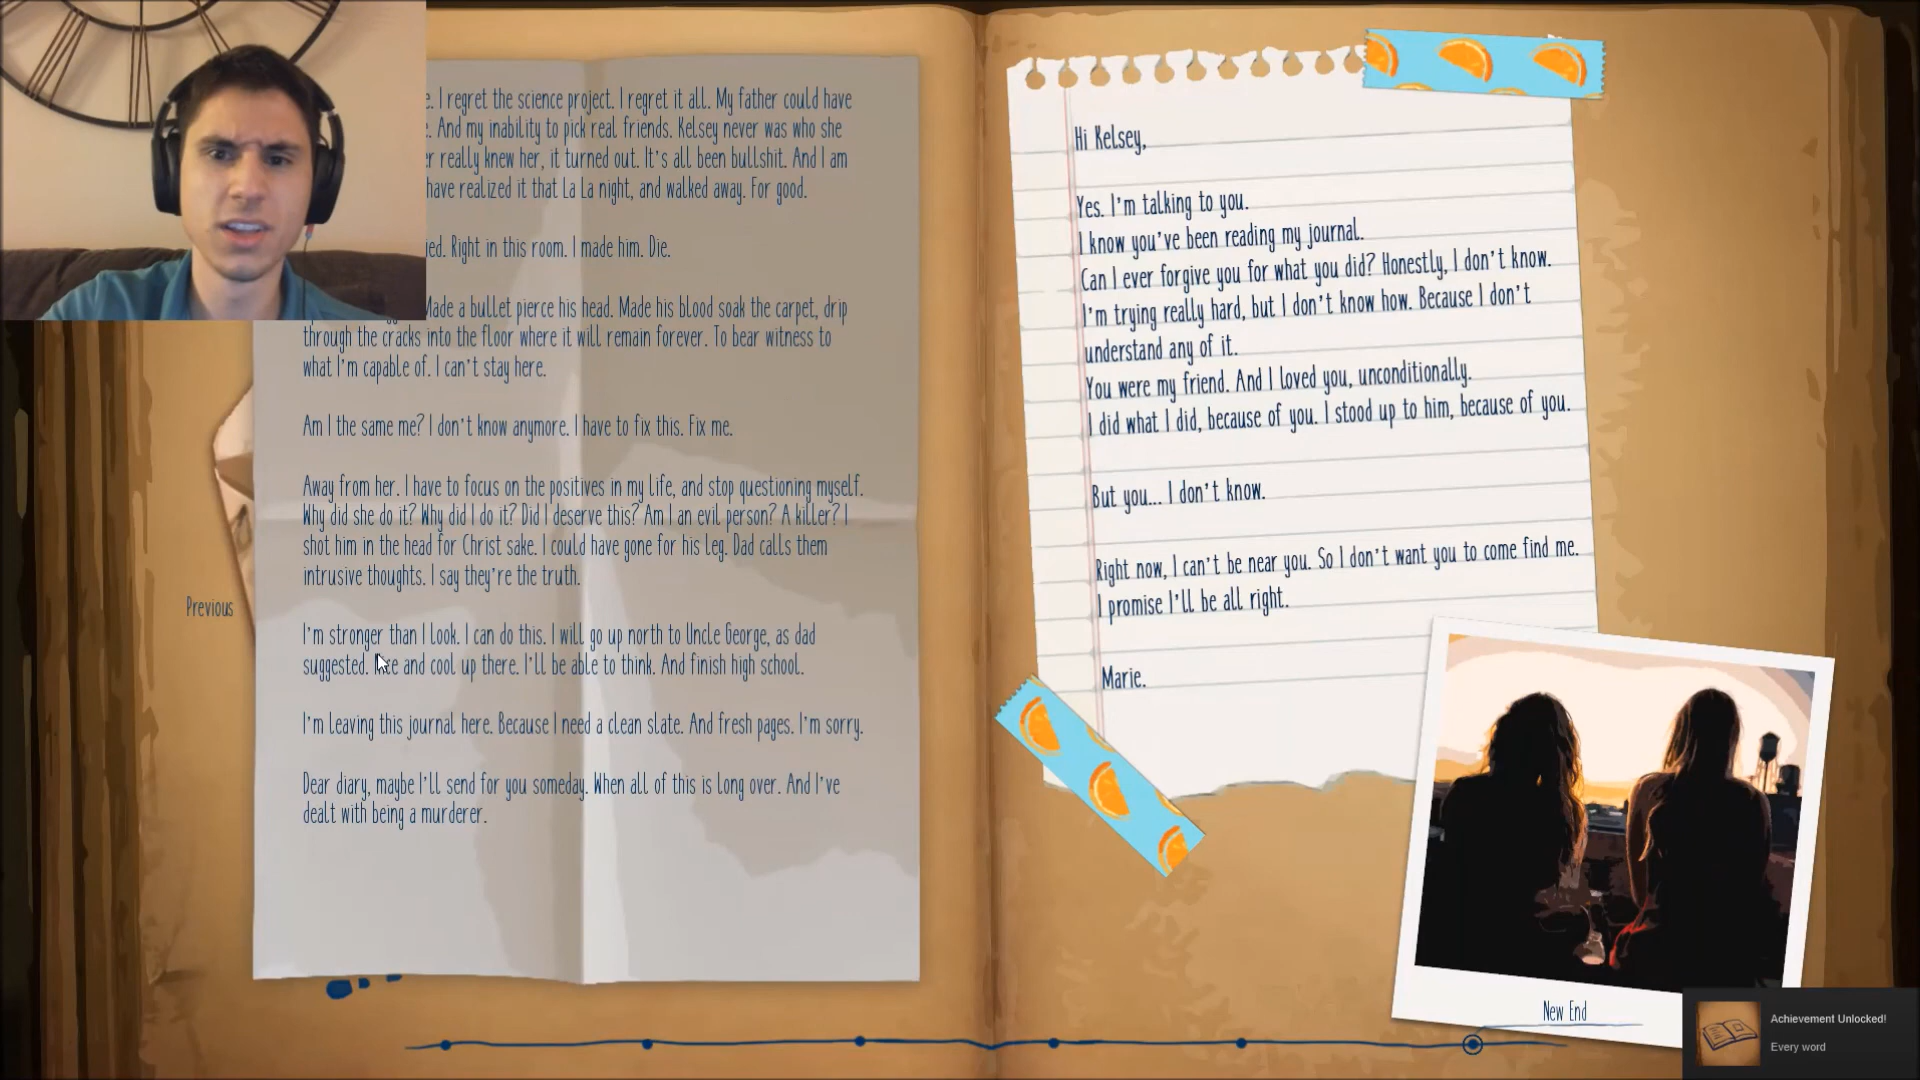 e. I regret the science project. I regret it all. My father could have
e. And my inability to pick real friends. Kelsey never was who she
er really knew her, it turned out. It's all been bullshit. And I am
have realized it that La La night, and walked away. For good.
ied. Right in this room. I made him. Die.
Made a bullet pierce his head. Made his blood soak the carpet, drip
through the cracks into the floor where it will remain forever. To bear witness to
what I'm capable of. I can't stay here.
Am I the same me? I don't know anymore. I have to fix this. Fix me.
Away from her. I have to focus on the positives in my life, and stop questioning myself.
Why did she do it? Why did I do it? Did I deserve this? Am I an evil person? A killer? I
shot him in the head for Christ sake. I could have gone for his leg. Dad calls them
intrusive thoughts. I say they're the truth.
I'm stronger than I look. I can do this. I will go up north to Uncle George, as dad
suggested. and cool up there. I'll be able to think. And finish high school.
I'm leaving this journal here. Because I need a clean slate. And fresh pages. I'm sorry.
Dear diary, maybe I'll send for you someday. When all of this is long over. And I've
dealt with being a murderer.
Previous
Hi Kelsey,
Yes. I'm talking to you.
I know you've been reading my journal.
Can I ever forgive you for what you did? Honestly, I don't know.
I'm trying really hard, but I don't know how. Because I don't
understand any of it.
You were my friend. And I loved you, unconditionally.
I did what I did, because of you. I stood up to him, because of you.
But you... I don't know.
Right now, I can't be near you. So I don't want you to come find me.
I promise I'll be all right.
Marie.
New End
Achievement Unlocked!
Every word